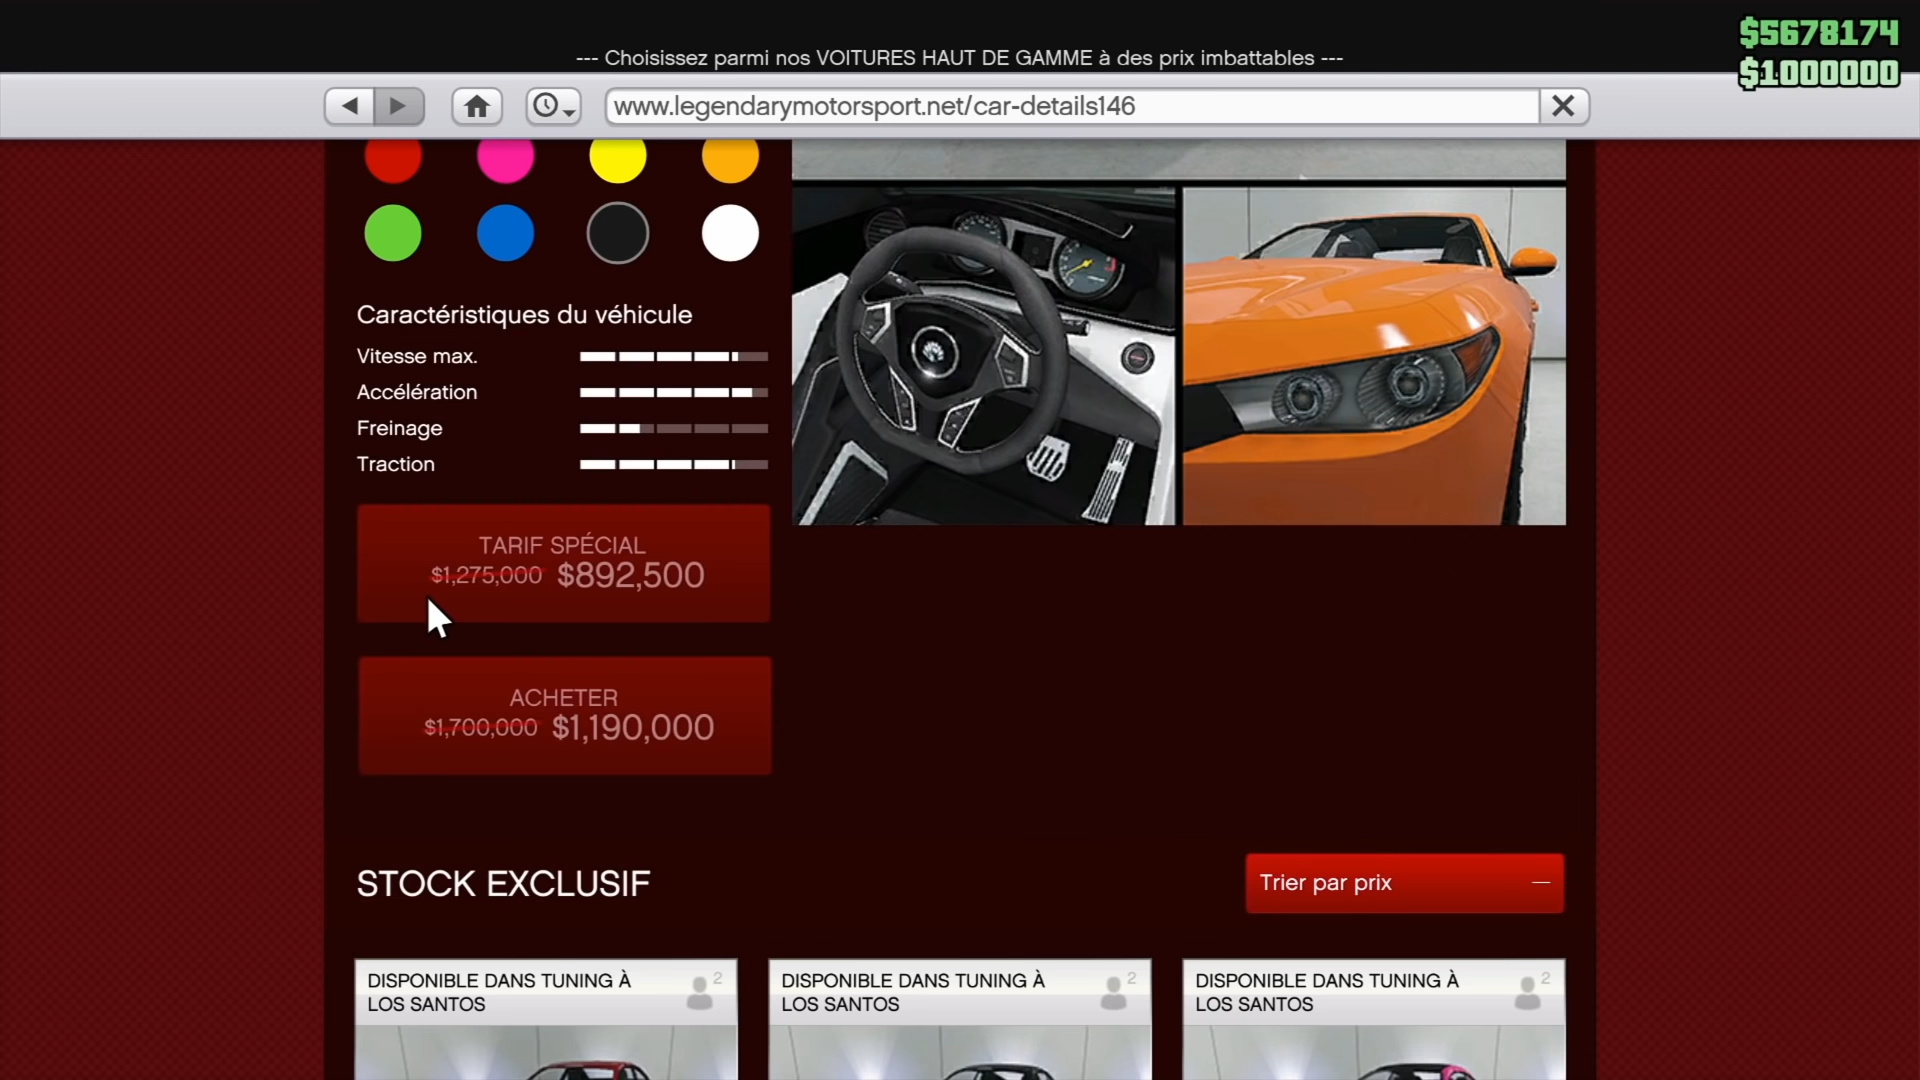 $5678174
--- Choisissez parmi nos VOITURES HAUT DE GAMME à des prix imbattables ---
$1000000
www.legendarymotorsport.net/car-details146
Caractéristiques du véhicule
Vitesse max.
Accélération
Freinage
Traction
TARIF SPÉCIAL
$1,275,000 $892,500
ACHETER
$1,700,000 $1,190,000
STOCK EXCLUSIF
Trier par prix
DISPONIBLE DANS TUNING À
LOS SANTOS
2
DISPONIBLE DANS TUNING À
LOS SANTOS
2
DISPONIBLE DANS TUNING À
LOS SANTOS
2